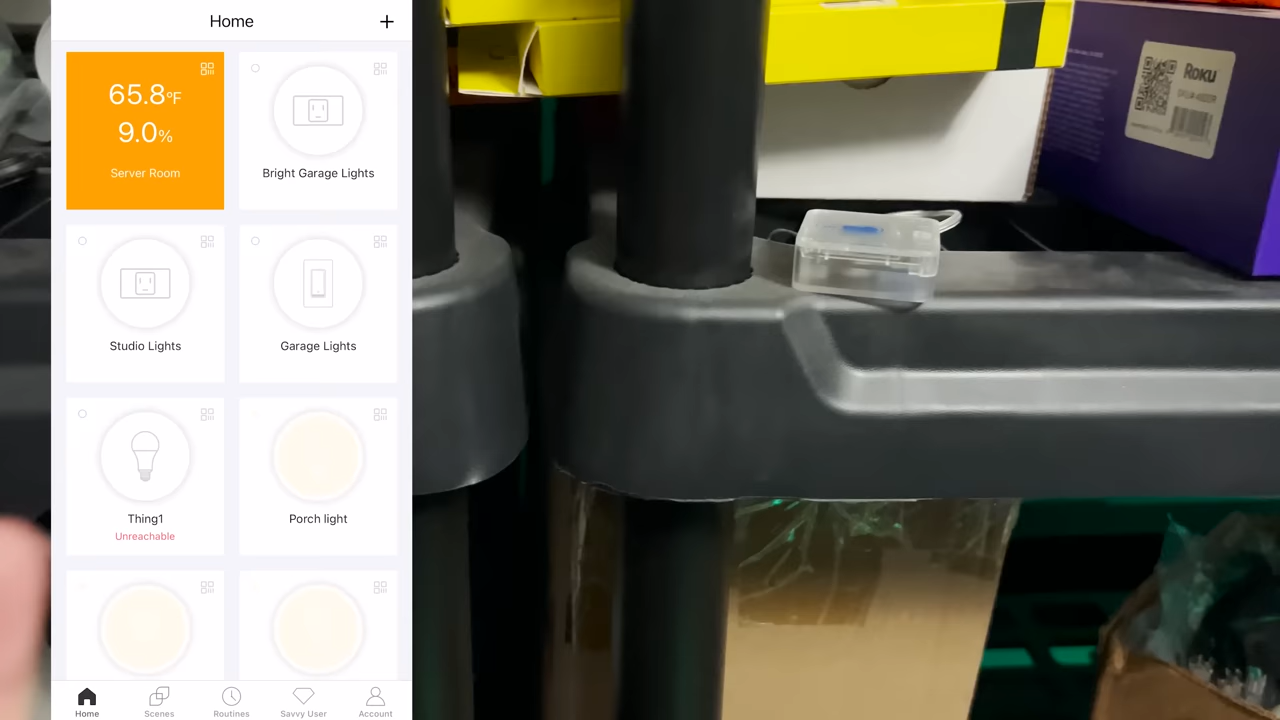 Home
65.8°F
9.0%
Server Room
Bright Garage Lights
Studio Lights
Garage Lights
Thing1
Unreachable
Porch light
Home
Scenes
Routines
Savvy User
Account
Roku